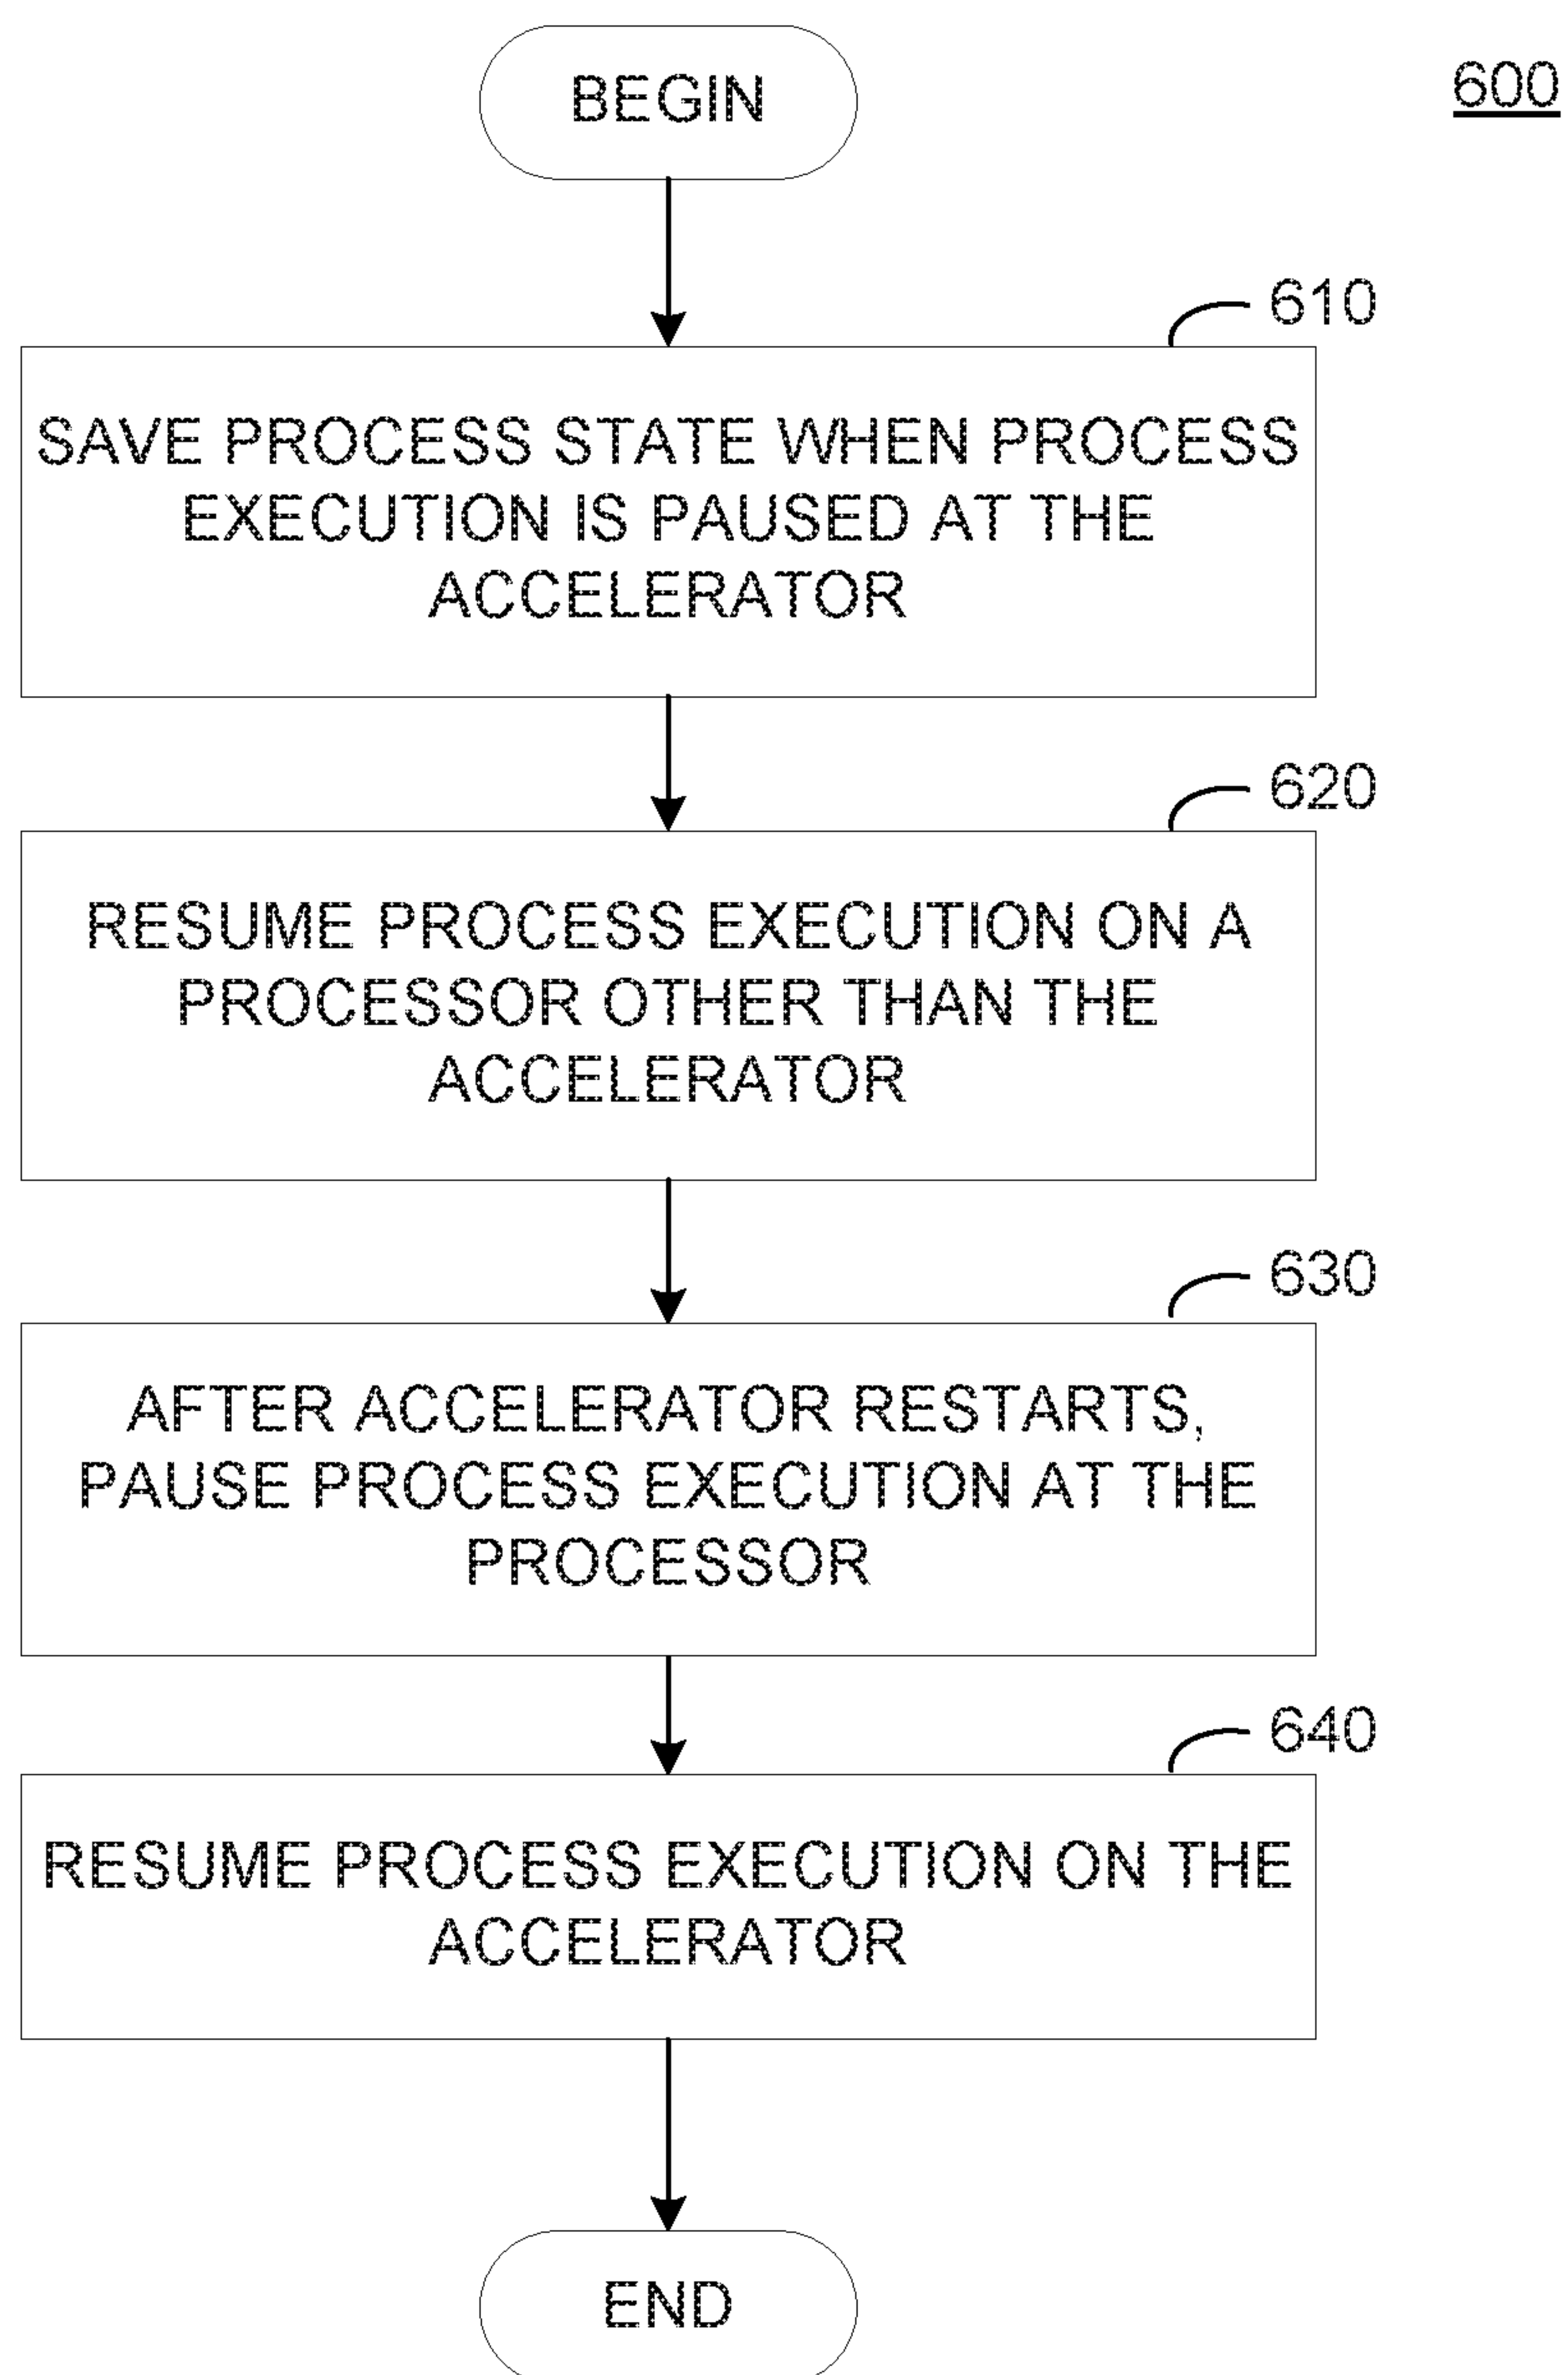 BEGIN
600
610
SAVE PROCESS STATE WHEN PROCESS
EXECUTION IS PAUSED AT THE
ACCELERATOR
620
RESUME PROCESS EXECUTION ON A
PROCESSOR OTHER THAN THE
ACCELERATOR
630
AFTER ACCELERATOR RESTARTS,
PAUSE PROCESS EXECUTION AT THE
PROCESSOR
640
RESUME PROCESS EXECUTION ON THE
ACCELERATOR
END